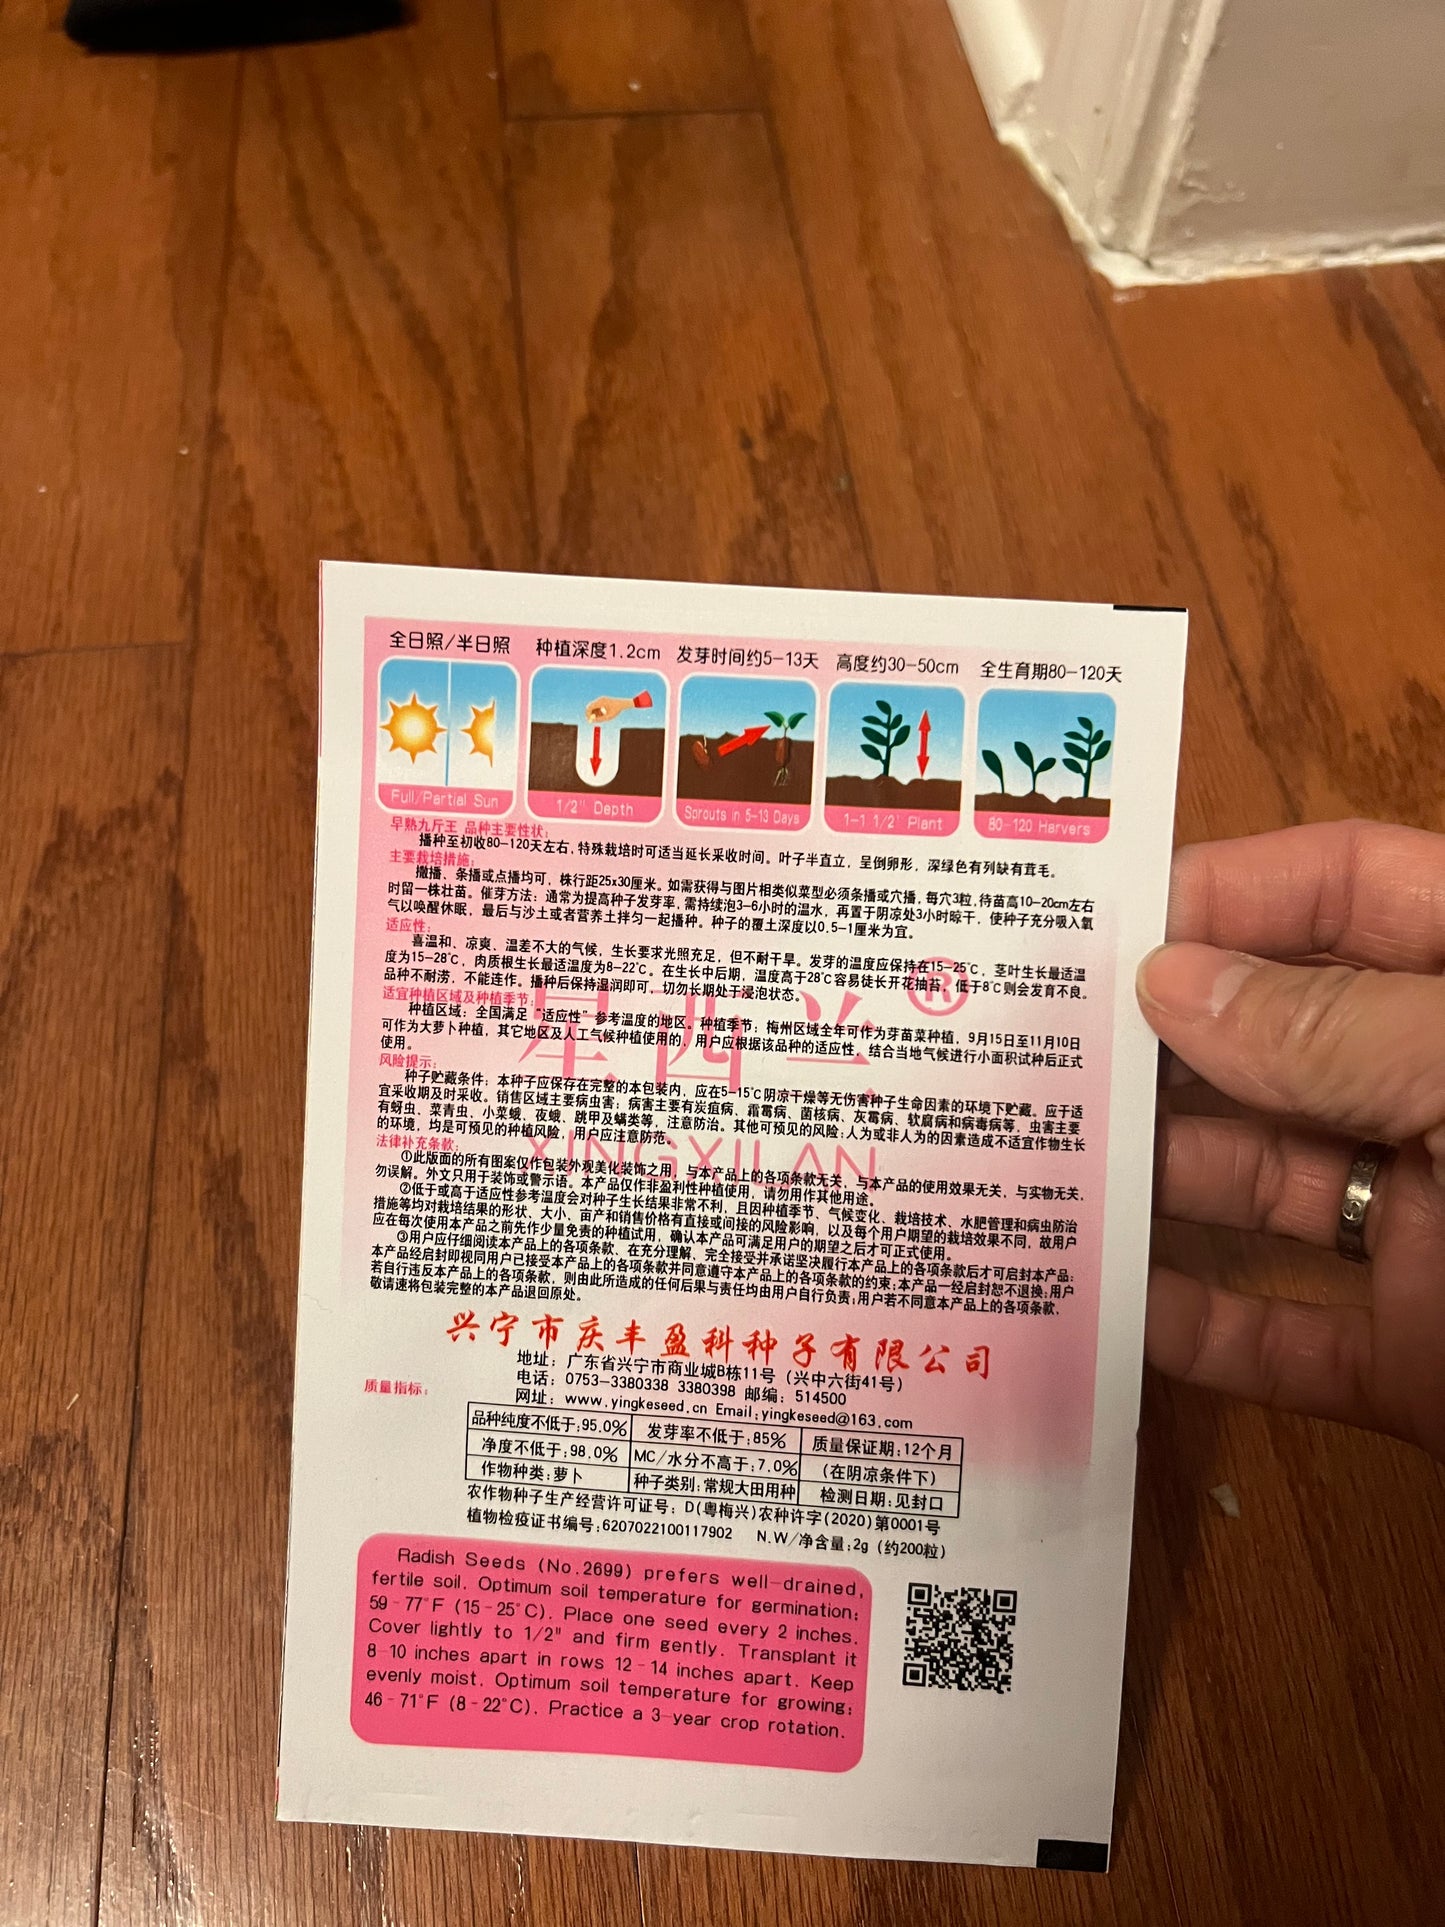 全日照/半日照 种植深度1.2cm 发芽时间约5-13天 高度约30-50cm 全生育期80-120天
Full/Partial Sun 1/2" Depth Sprouts in 5-13 Days 1-1 1/2' Plant 80-120 Harvers
早熟九斤王 品种主要性状:
播种至初收80-120天左右,特殊栽培时可适当延长采收时间。叶子半直立,呈倒卵形,深绿色有列缺有茸毛。
主要栽培措施:
撒播、条播或点播均可,株行距25x30厘米。如需获得与图片相类似菜型必须条播或穴播,每穴3粒,待苗高10-20cm左右
时留一株壮苗。催芽方法:通常为提高种子发芽率,需持续泡3-6小时的温水,再置于阴凉处3小时晾干,使种子充分吸入氧
气以唤醒休眠,最后与沙土或者营养土拌匀一起播种。种子的覆土深度以0.5-1厘米为宜。
适应性:
喜温和、凉爽、温差不大的气候,生长要求光照充足,但不耐干旱。发芽的温度应保持在15-25℃,茎叶生长最适温
度为15-28℃,肉质根生长最适温度为8-22℃。在生长中后期,温度高于28℃容易徒长开花抽苔,低于8℃则会发育不良。
品种不耐涝,不能连作。播种后保持湿润即可,切勿长期处于浸泡状态。
适宜种植区域及种植季节:
种植区域:全国满足“适应性”参考温度的地区。种植季节:梅州区域全年可作为芽苗菜种植,9月15日至11月10日
可作为大萝卜种植,其它地区及人工气候种植使用的,用户应根据该品种的适应性,结合当地气候进行小面积试种后正式
使用。
星西兰®
风险提示:
种子贮藏条件:本种子应保存在完整的本包装内,应在5-15℃阴凉干燥等无伤害种子生命因素的环境下贮藏。应于适
宜采收期及时采收。销售区域主要病虫害:病害主要有炭疽病、霜霉病、菌核病、灰霉病、软腐病和病毒病等,虫害主要
有蚜虫、菜青虫、小菜蛾、夜蛾、跳甲及螨类等,注意防治。其他可预见的风险:人为或非人为的因素造成不适宜作物生长
的环境,均是可预见的种植风险,用户应注意防范。
XINGXILAN
法律补充条款:
①此版面的所有图案仅作包装外观美化装饰之用,与本产品上的各项条款无关,与本产品的使用效果无关,与实物无关,
勿误解。外文只用于装饰或警示语。本产品仅作非盈利性种植使用,请勿用作其他用途。
②低于或高于适应性参考温度会对种子生长结果非常不利,且因种植季节、气候变化、栽培技术、水肥管理和病虫防治
措施等均对栽培结果的形状、大小、亩产和销售价格有直接或间接的风险影响,以及每个用户期望的栽培效果不同,故用户
应在每次使用本产品之前先作少量免责的种植试用,确认本产品可满足用户的期望之后才可正式使用。
③用户应仔细阅读本产品上的各项条款、在充分理解、完全接受并承诺坚决履行本产品上的各项条款后才可启封本产品;
本产品经启封即视同用户已接受本产品上的各项条款并同意遵守本产品上的各项条款的约束;本产品一经启封恕不退换;用户
若自行违反本产品上的各项条款,则由此所造成的任何后果与责任均由用户自行负责;用户若不同意本产品上的各项条款,
敬请速将包装完整的本产品退回原处。
兴宁市庆丰盈科种子有限公司
地址:广东省兴宁市商业城B栋11号(兴中六街41号)
电话:0753-3380338 3380398 邮编:514500
网址:www.yingkeseed.cn Email:yingkeseed@163.com
质量指标:
品种纯度不低于:95.0% 发芽率不低于:85% 质量保证期:12个月
净度不低于:98.0% MC/水分不高于:7.0% (在阴凉条件下)
作物种类:萝卜 种子类别:常规大田用种 检测日期:见封口
农作物种子生产经营许可证号:D(粤梅兴)农种许字(2020)第0001号
植物检疫证书编号:6207022100117902 N.W/净含量:2g(约200粒)
Radish Seeds (No.2699) prefers well-drained,
fertile soil. Optimum soil temperature for germination:
59-77°F (15-25°C). Place one seed every 2 inches.
Cover lightly to 1/2" and firm gently. Transplant it
8-10 inches apart in rows 12-14 inches apart. Keep
evenly moist. Optimum soil temperature for growing:
46-71°F (8-22°C). Practice a 3-year crop rotation.